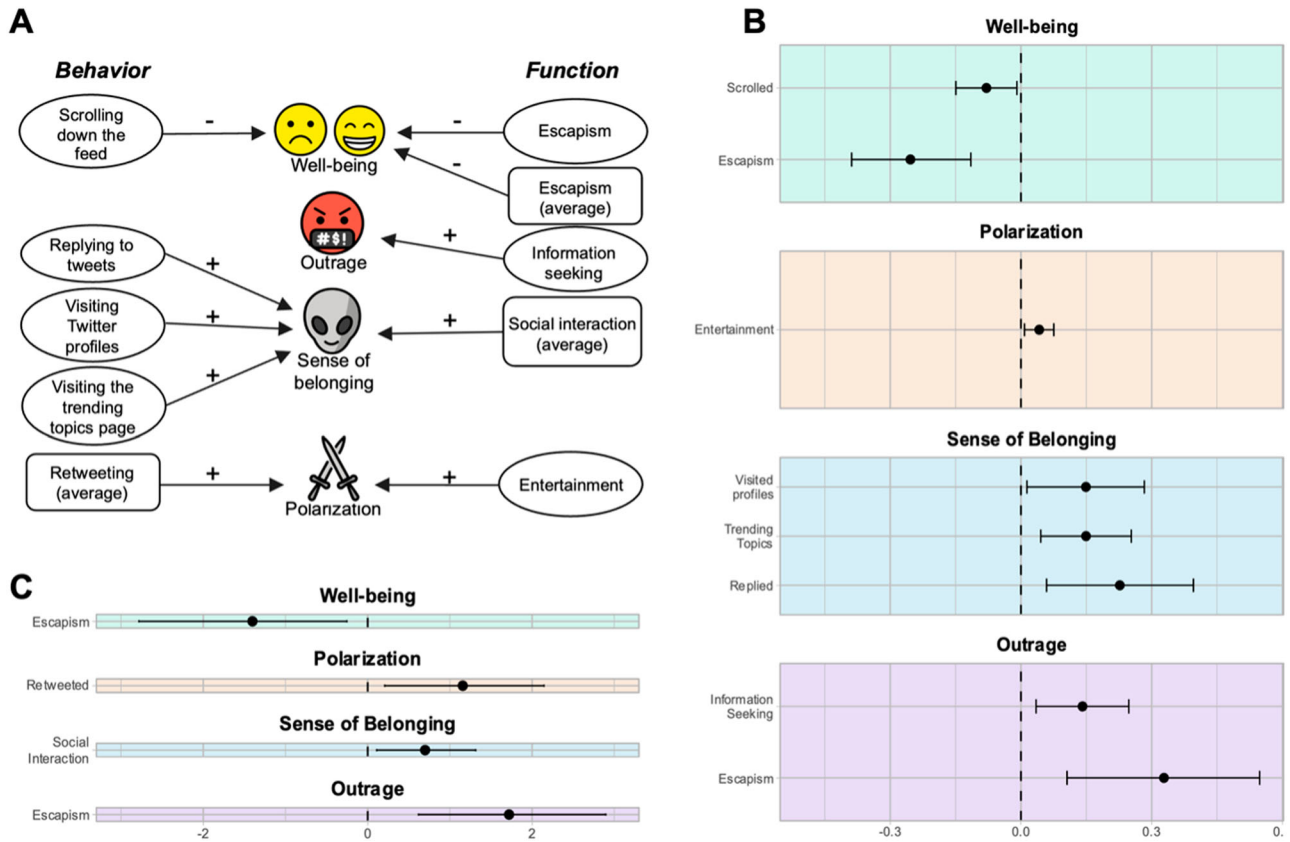 A
Behavior
Function
Scrolling
down the
feed
-
-
Escapism
Well-being
-
Escapism
(average)
#$!
Outrage
+
Information
seeking
Replying to
tweets
+
Visiting
Twitter
profiles
+
Visiting the
trending
topics page
+
Sense of
belonging
+
Social interaction
(average)
Retweeting
(average)
+
Polarization
+
Entertainment
B
Well-being
Scrolled
Escapism
Polarization
Entertainment
Sense of Belonging
Visited
profiles
Trending
Topics
Replied
Outrage
Information
Seeking
Escapism
-0.3 0.0 0.3 0.
C
Well-being
Escapism
Polarization
Retweeted
Sense of Belonging
Social
Interaction
Outrage
Escapism
-2 0 2